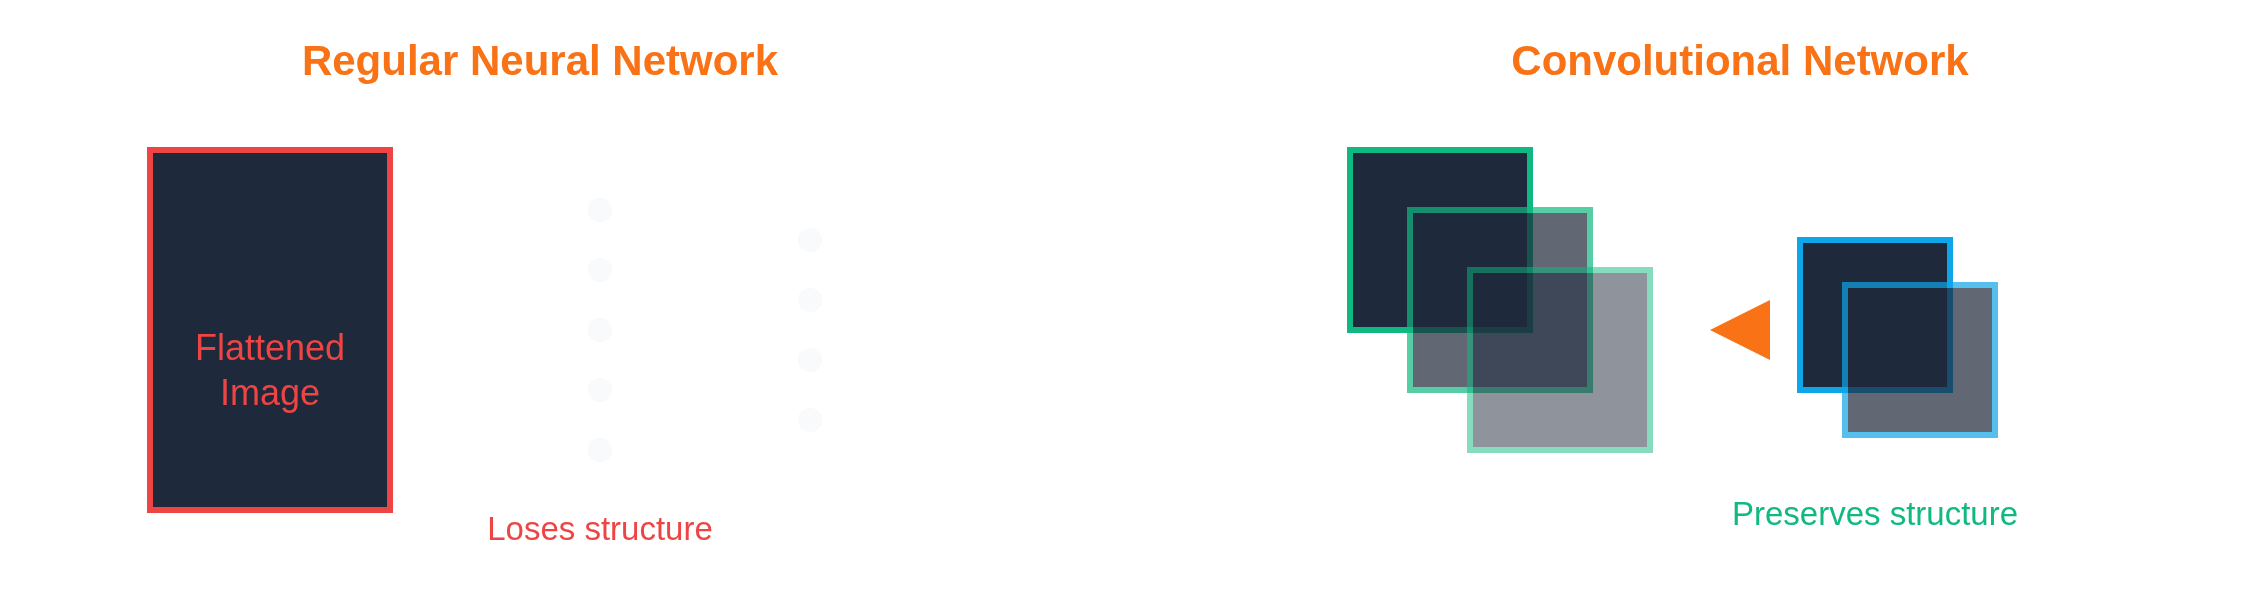 Regular Neural Network
Convolutional Network
Flattened
Image
Loses structure
Preserves structure